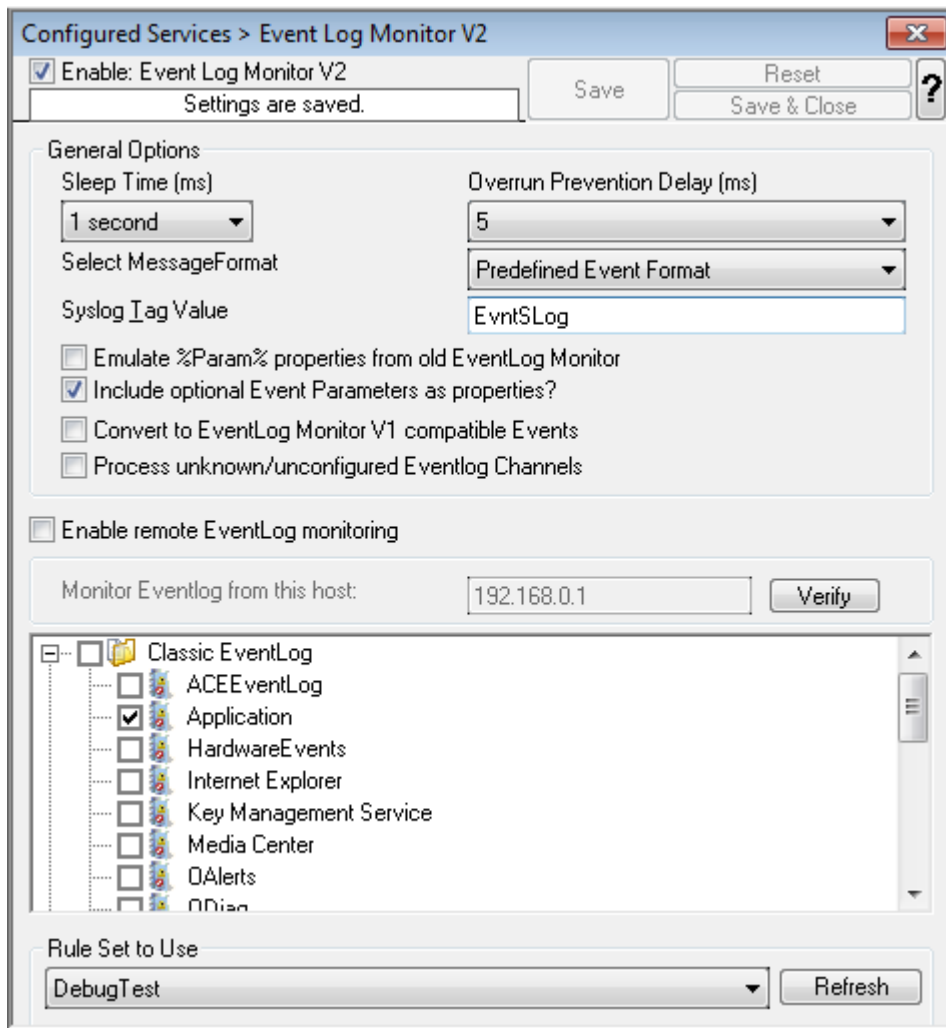 Configured Services > Event Log Monitor V2
Enable: Event Log Monitor V2
Settings are saved.
Save
Reset
Save & Close
?
General Options
Sleep Time (ms)
Overrun Prevention Delay (ms)
1 second
5
Select MessageFormat
Predefined Event Format
Syslog Tag Value
EvntSLog
Emulate %Param% properties from old EventLog Monitor
Include optional Event Parameters as properties?
Convert to EventLog Monitor V1 compatible Events
Process unknown/unconfigured Eventlog Channels
Enable remote EventLog monitoring
Monitor Eventlog from this host:
192.168.0.1
Verify
Classic EventLog
ACEEventLog
Application
HardwareEvents
Internet Explorer
Key Management Service
Media Center
OAlerts
ODiag
Rule Set to Use
DebugTest
Refresh